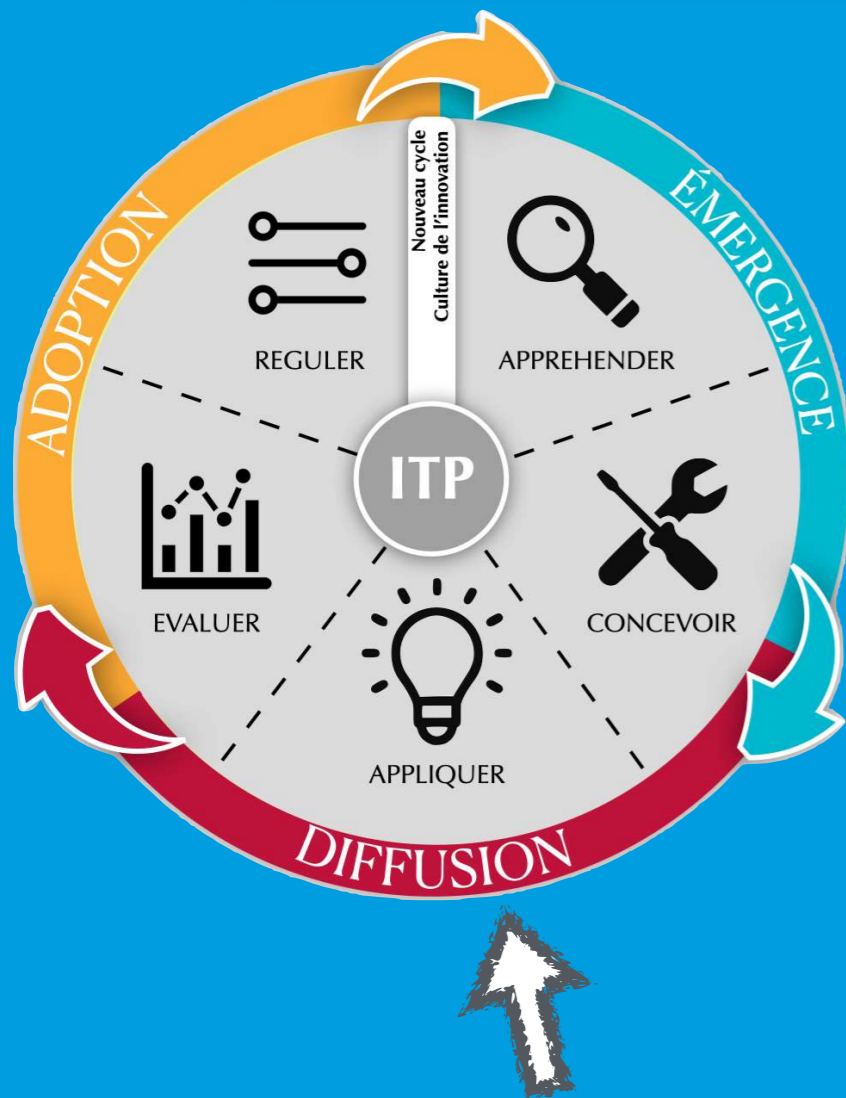 Nouveau cycle
Culture de l'innovation
ADOPTION
ÉMERGENCE
REGULER
APPREHENDER
ITP
EVALUER
CONCEVOIR
APPLIQUER
DIFFUSION